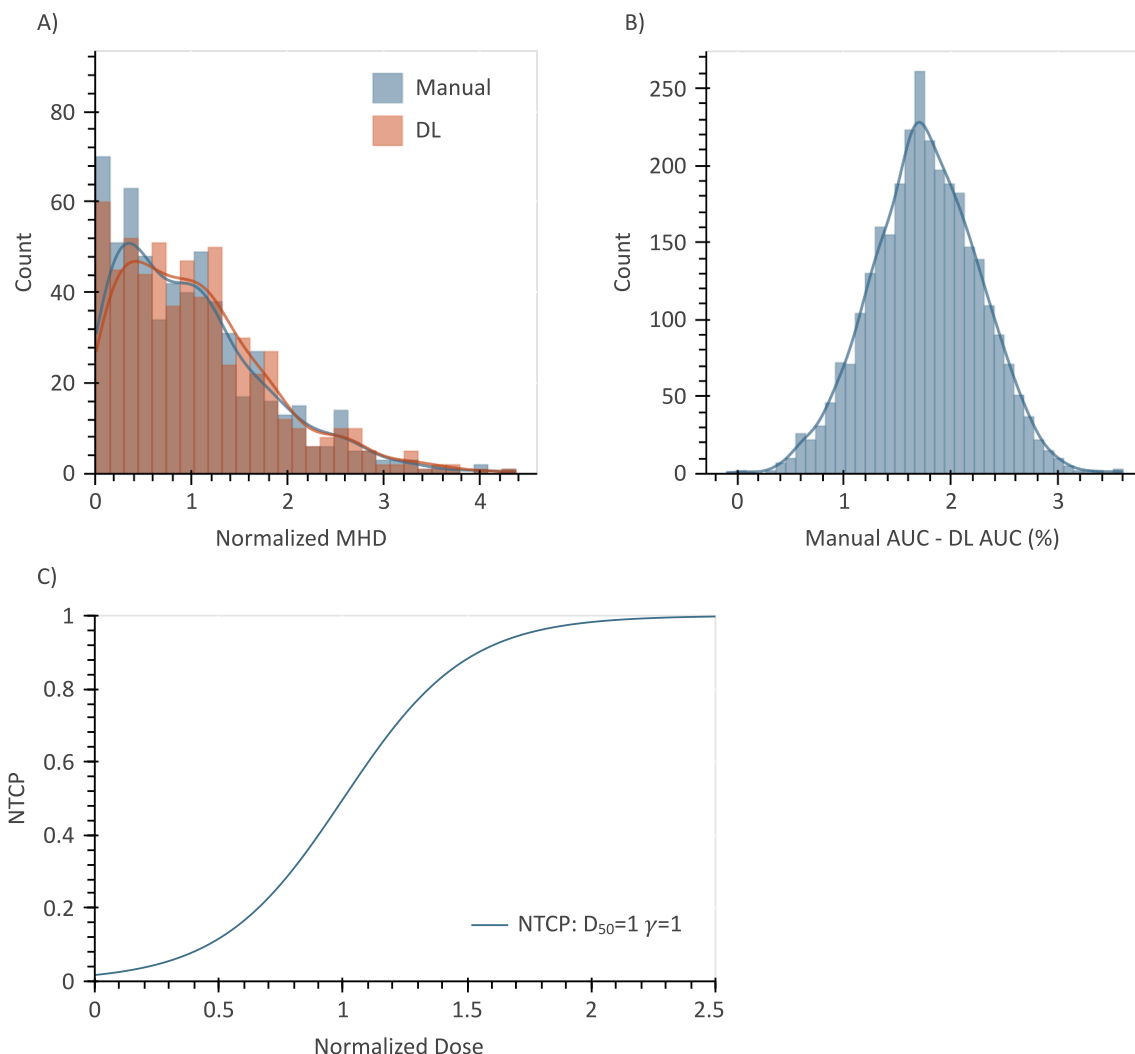 A)
B)
Manual
DL
80
60
40
20
0
Count
0 1 2 3 4
Normalized MHD
250
200
150
100
50
0
Count
0 1 2 3
Manual AUC - DL AUC (%)
C)
1
0.8
0.6
0.4
0.2
0
NTCP
NTCP: D₅₀=1 γ=1
0 0.5 1 1.5 2 2.5
Normalized Dose